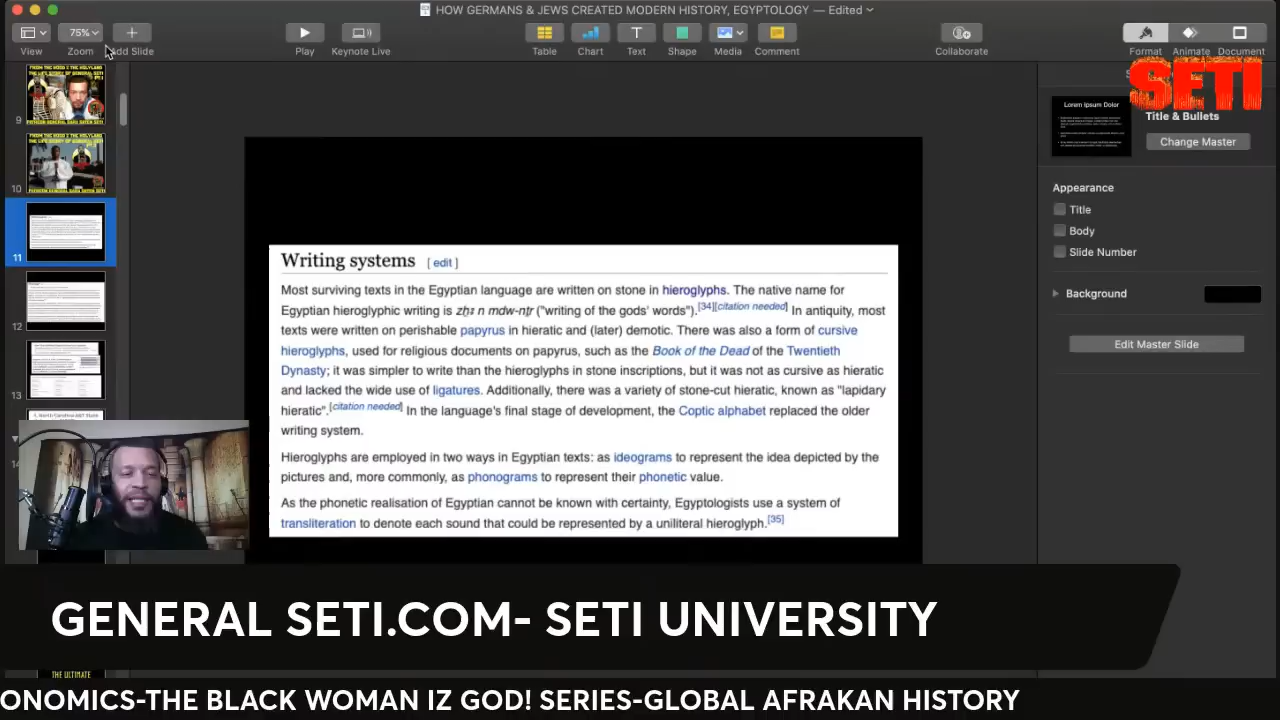 HOW GERMANS & JEWS CREATED MODERN HISTORY, EGYPTOLOGY — Edited
75%
View
Zoom
Add Slide
Play
Keynote Live
Table
Chart
Text
Shape
Media
Comment
Collaborate
Format
Animate
Document
SETI
Lorem Ipsum Dolor
Title & Bullets
Change Master
Appearance
Title
Body
Slide Number
Background
Edit Master Slide
9
10
11
12
13
Writing systems [ edit ]
Most surviving texts in the Egyptian language are written on stone in hieroglyphs. The native name for
Egyptian hieroglyphic writing is zẖꜣ n mdw-nṯr ("writing of the gods' words").[34][citation needed] In antiquity, most
texts were written on perishable papyrus in hieratic and (later) demotic. There was also a form of cursive
hieroglyphs, used for religious documents on papyrus, such as the Book of the Dead of the Twentieth
Dynasty; it was simpler to write than the hieroglyphs in stone inscriptions, but it was not as cursive as hieratic
and lacked the wide use of ligatures. Additionally, there was a variety of stone-cut hieratic, known as "lapidary
hieratic".[citation needed] In the language's final stage of development, the Coptic alphabet replaced the older
writing system.
Hieroglyphs are employed in two ways in Egyptian texts: as ideograms to represent the idea depicted by the
pictures and, more commonly, as phonograms to represent their phonetic value.
As the phonetic realisation of Egyptian cannot be known with certainty, Egyptologists use a system of
transliteration to denote each sound that could be represented by a uniliteral hieroglyph.[35]
GENERAL SETI.COM- SETI UNIVERSITY
THE ULTIMATE
ONOMICS-THE BLACK WOMAN IZ GOD! SERIES-GLOBAL AFRAKAN HISTORY